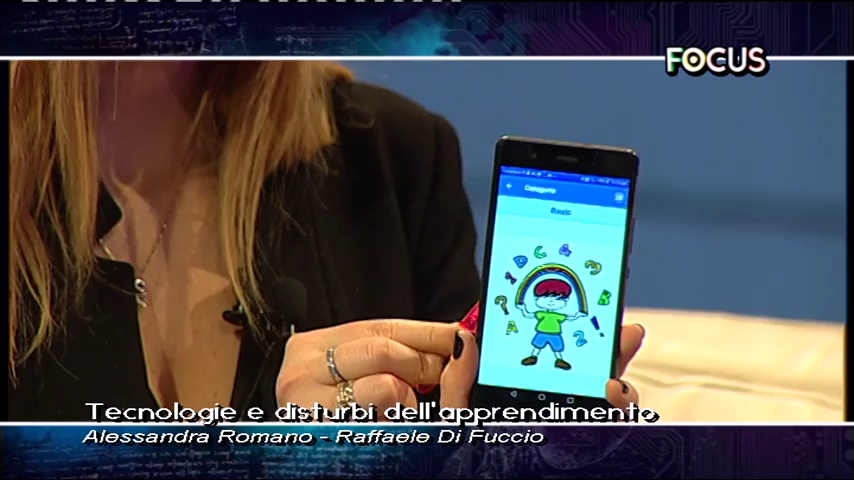 FOCUS
Categorie
Basic
Tecnologie e disturbi dell'apprendimento
Alessandra Romano - Raffaele Di Fuccio